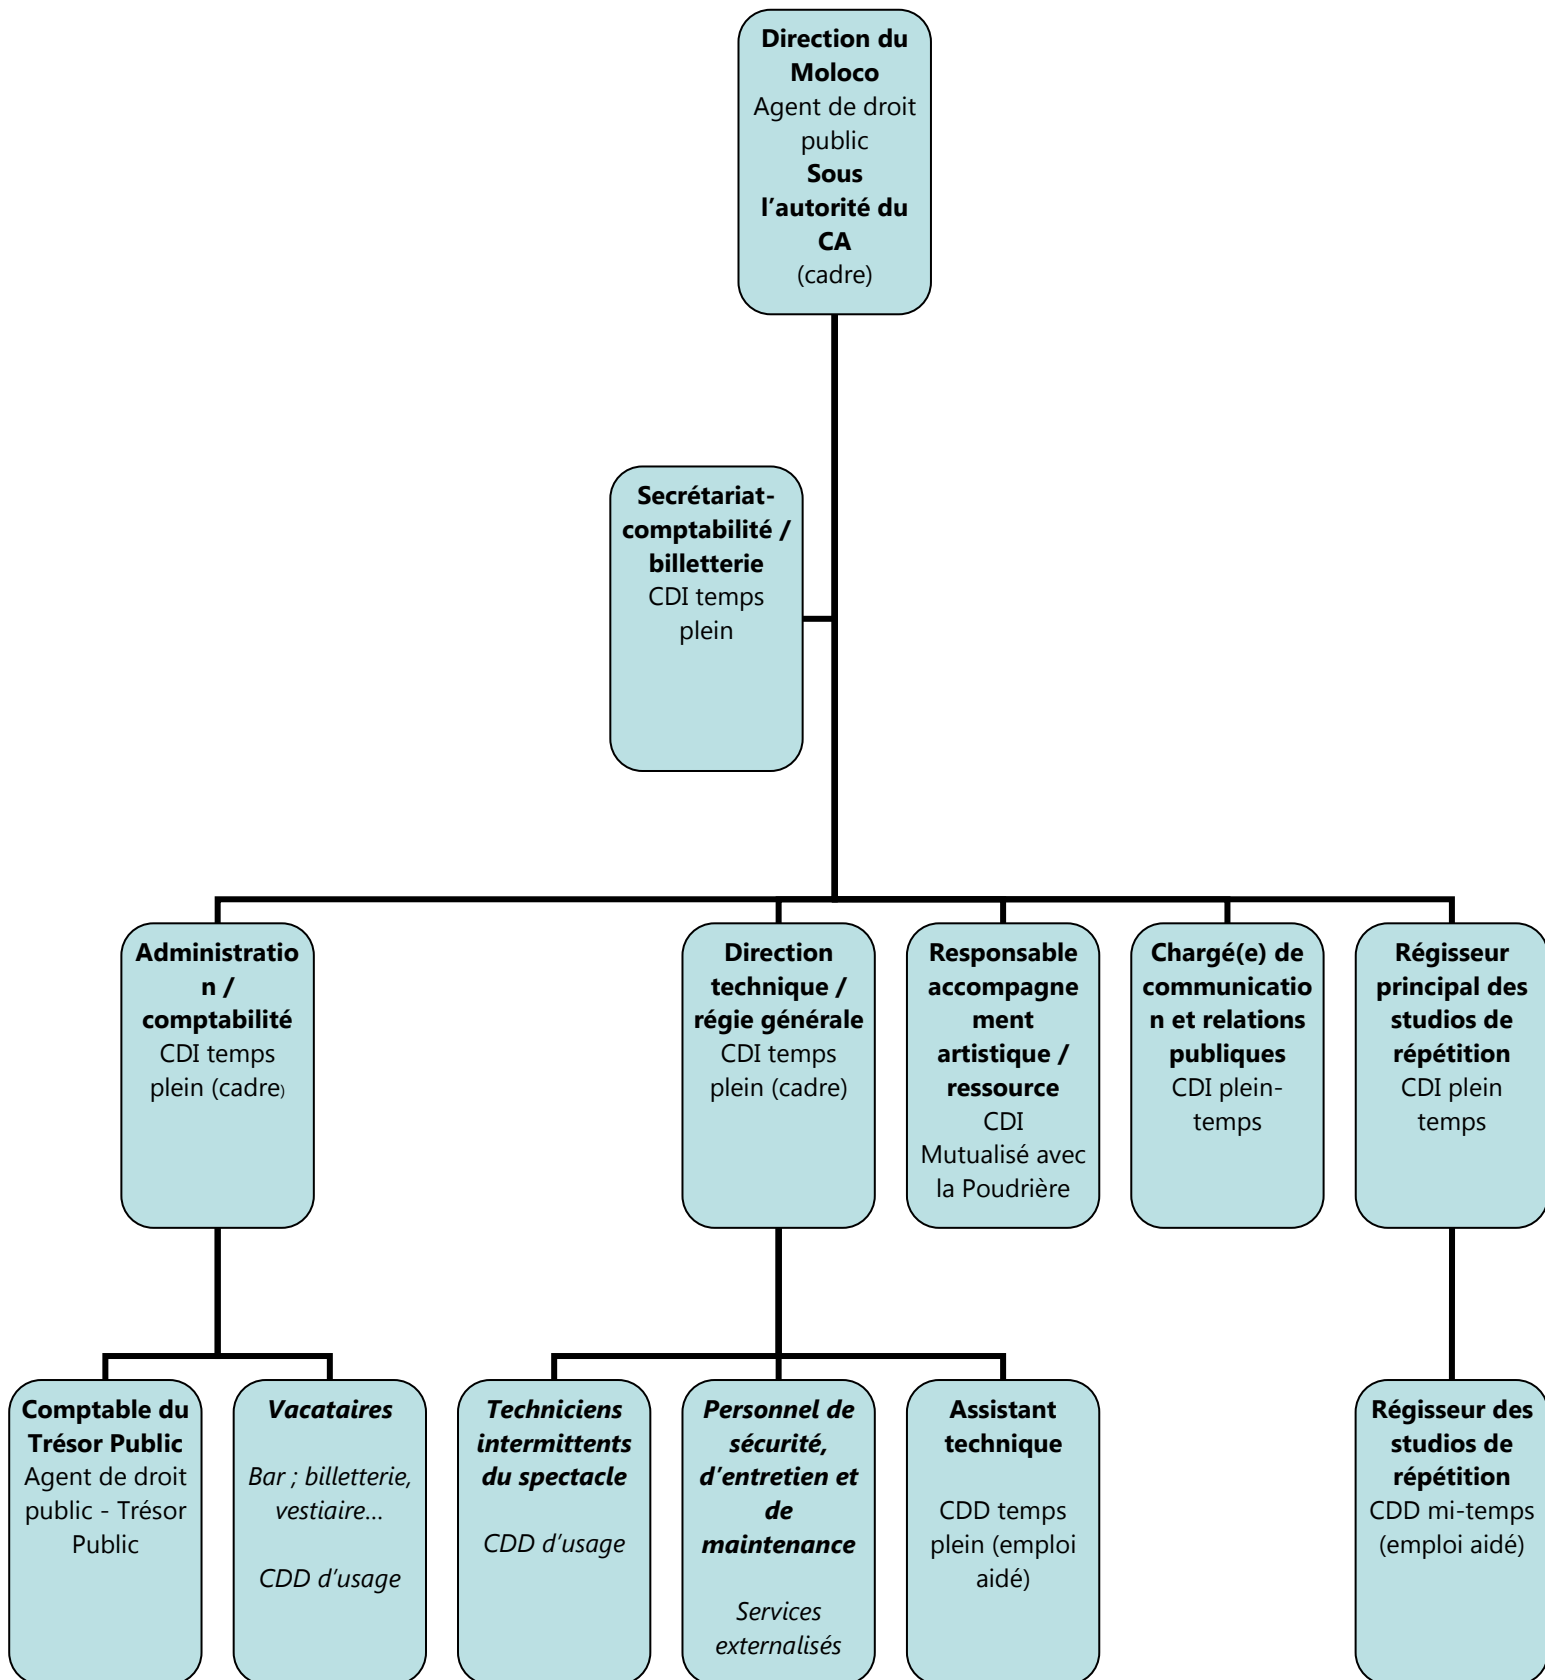 Direction du
Moloco
Agent de droit
public
Sous
l’autorité du
CA
(cadre)
Secrétariat-
comptabilité /
billetterie
CDI temps
plein
Administratio
n /
comptabilité
CDI temps
plein (cadre)
Direction
technique /
régie générale
CDI temps
plein (cadre)
Responsable
accompagne
ment
artistique /
ressource
CDI
Mutualisé avec
la Poudrière
Chargé(e) de
communicatio
n et relations
publiques
CDI plein-
temps
Régisseur
principal des
studios de
répétition
CDI plein
temps
Comptable du
Trésor Public
Agent de droit
public - Trésor
Public
Vacataires
Bar ; billetterie,
vestiaire...
CDD d’usage
Techniciens
intermittents
du spectacle
CDD d’usage
Personnel de
sécurité,
d’entretien et
de
maintenance
Services
externalisés
Assistant
technique
CDD temps
plein (emploi
aidé)
Régisseur des
studios de
répétition
CDD mi-temps
(emploi aidé)